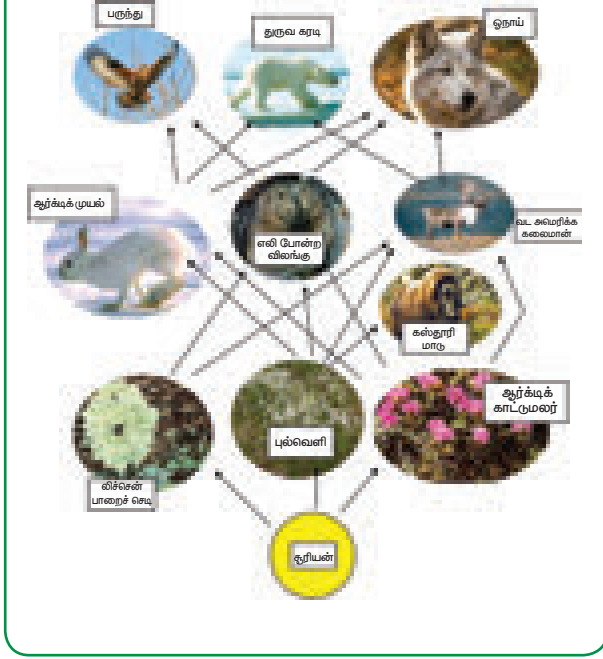 பருந்து
துருவ கரடி
ஓநாய்
ஆர்க்டிக் முயல்
எலி போன்ற
விலங்கு
வட அமெரிக்க
கலைமான்
கஸ்தூரி
மாடு
ஆர்க்டிக்
காட்டுமலர்
புல்வெளி
லிச்சென்
பாறைச் செடி
சூரியன்